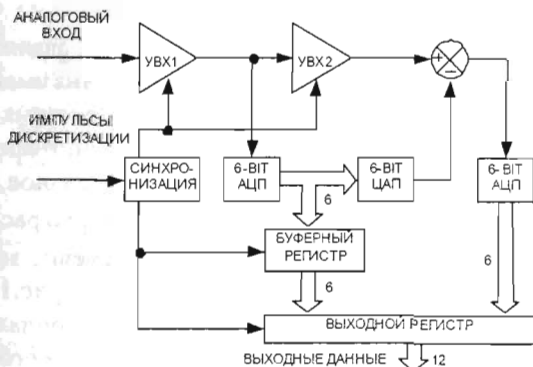 АНАЛОГОВЫЙ
ВХОД
УВХ1
УВХ2
+
−
ИМПУЛЬСЫ
ДИСКРЕТИЗАЦИИ
СИНХРО-
НИЗАЦИЯ
6-BIT
АЦП
6-BIT
ЦАП
6-BIT
АЦП
6
БУФЕРНЫЙ
РЕГИСТР
6
6
ВЫХОДНОЙ РЕГИСТР
ВЫХОДНЫЕ ДАННЫЕ
12